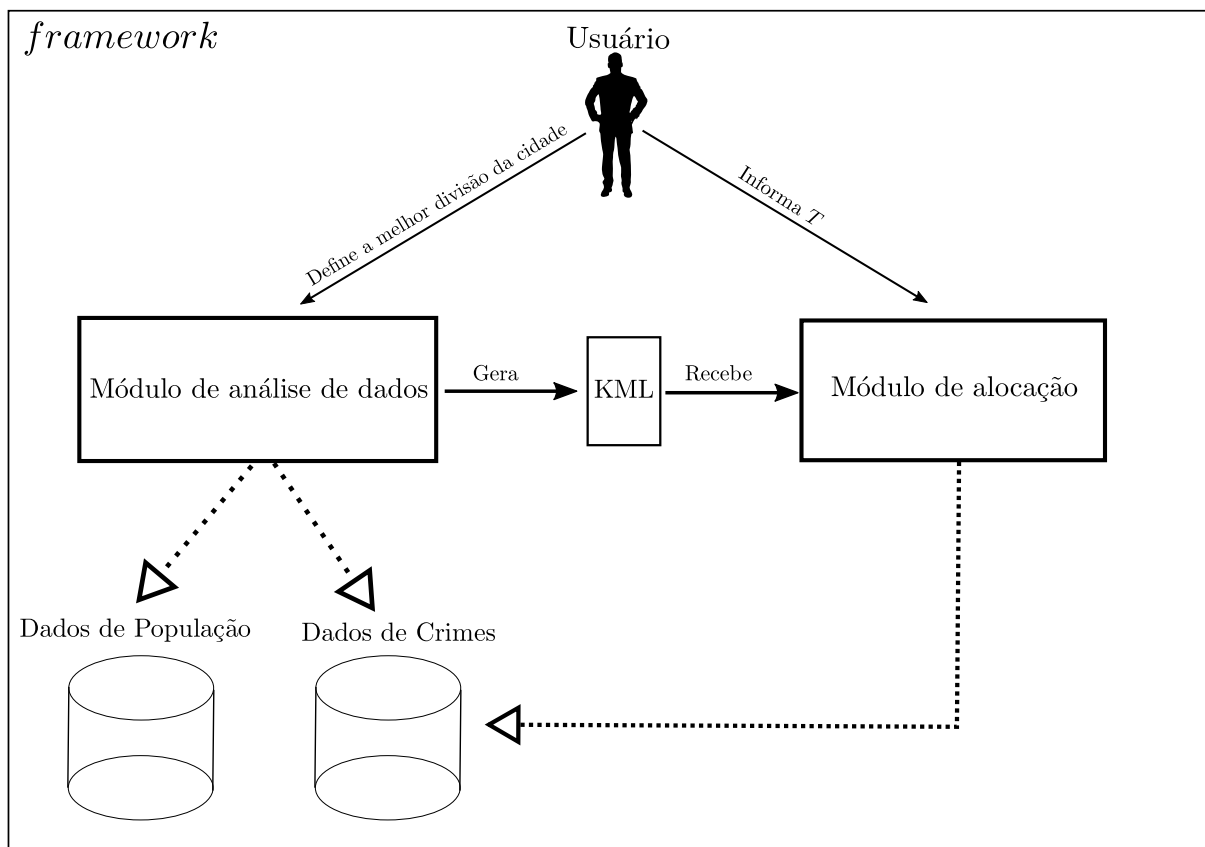 framework
Usuário
Define a melhor divisão da cidade
Informa T
Módulo de análise de dados
Gera
KML
Recebe
Módulo de alocação
Dados de População
Dados de Crimes